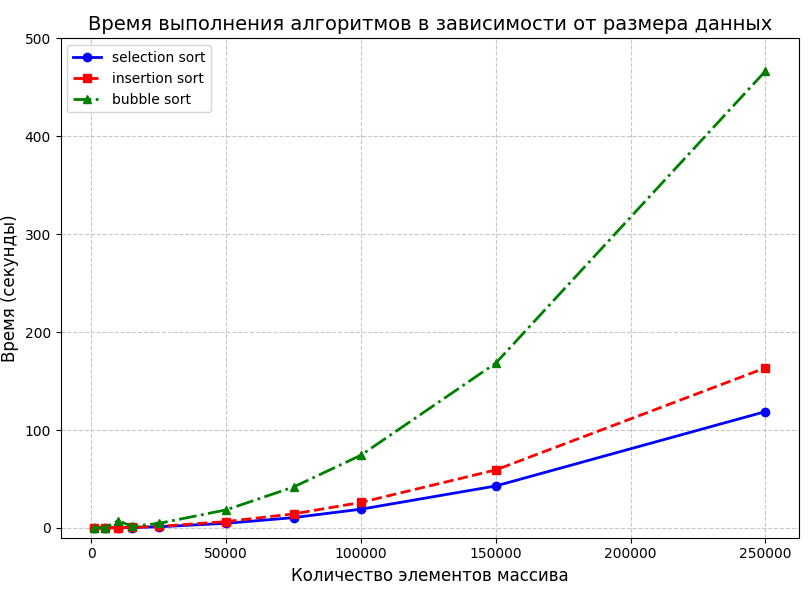 Время выполнения алгоритмов в зависимости от размера данных
selection sort
insertion sort
bubble sort
500
400
300
200
100
0
Время (секунды)
0 50000 100000 150000 200000 250000
Количество элементов массива